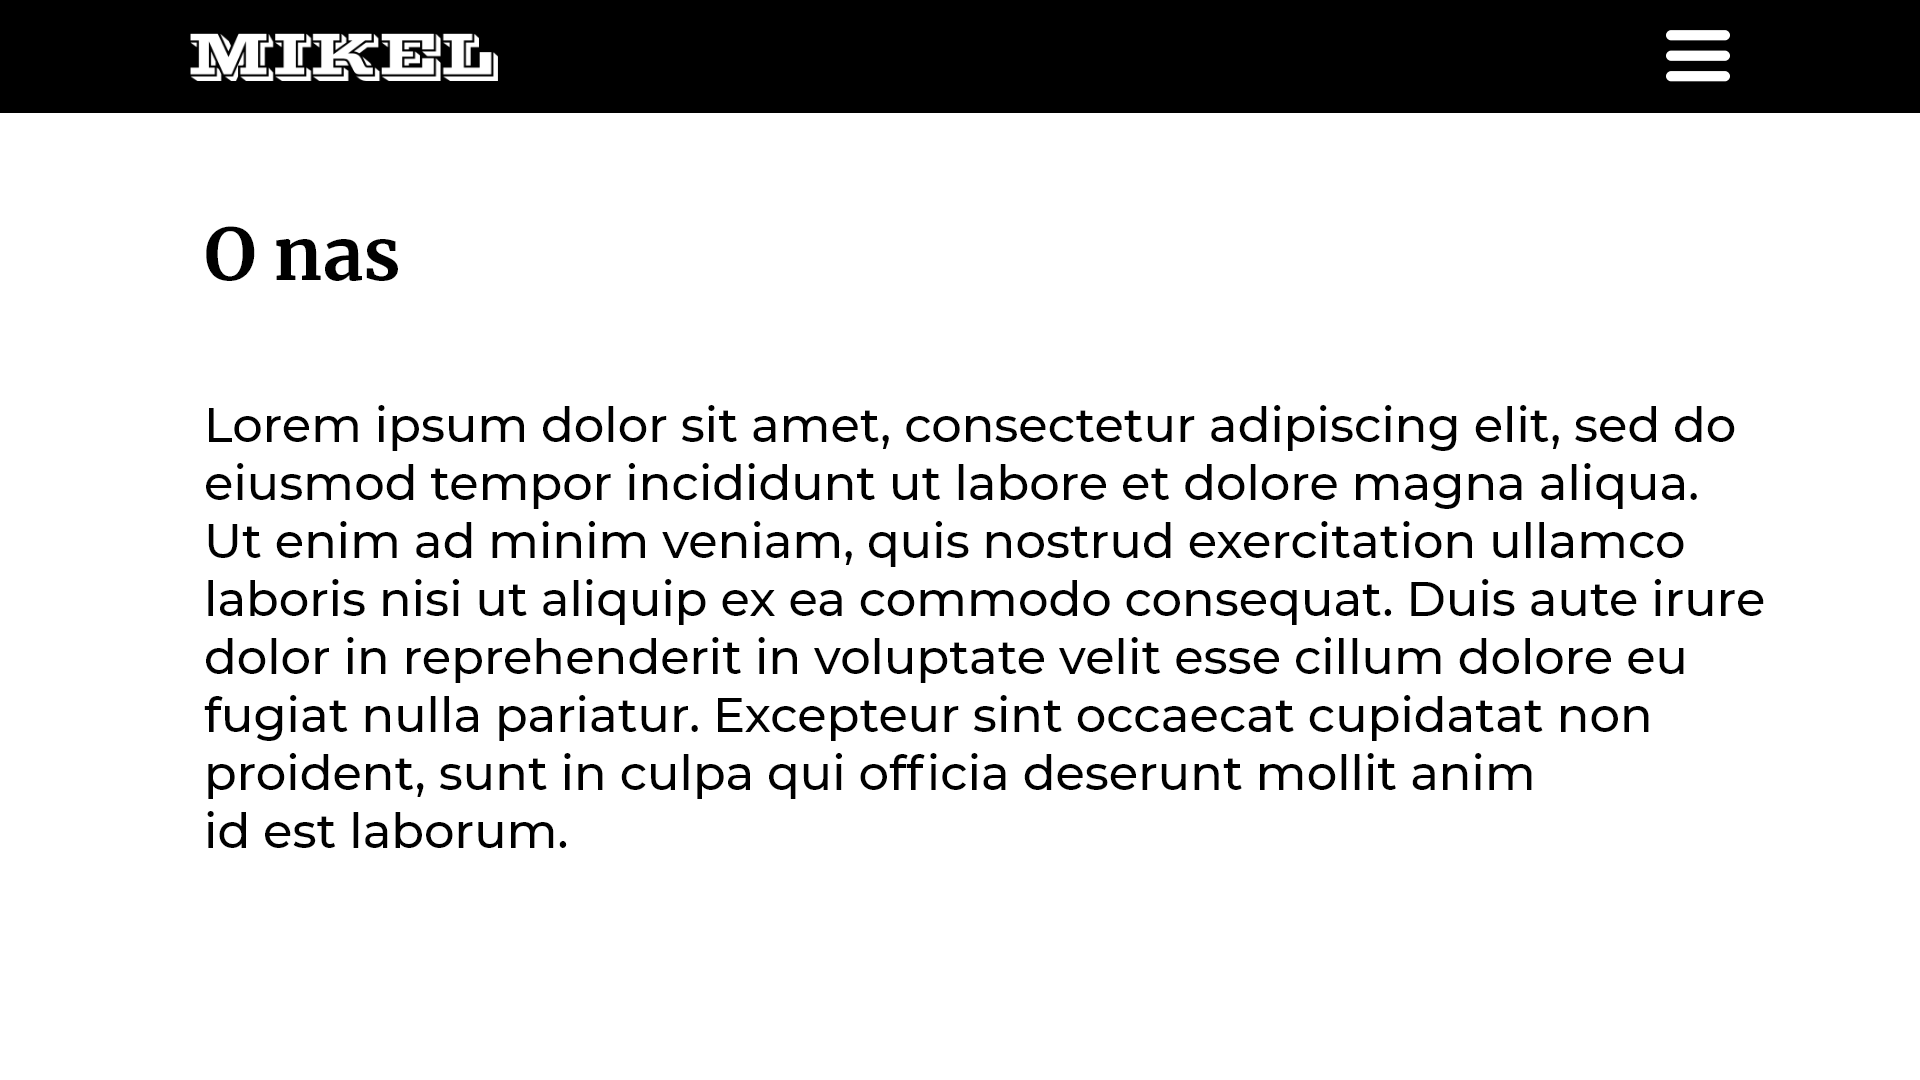 MIKEL
O nas
Lorem ipsum dolor sit amet, consectetur adipiscing elit, sed do
eiusmod tempor incididunt ut labore et dolore magna aliqua.
Ut enim ad minim veniam, quis nostrud exercitation ullamco
laboris nisi ut aliquip ex ea commodo consequat. Duis aute irure
dolor in reprehenderit in voluptate velit esse cillum dolore eu
fugiat nulla pariatur. Excepteur sint occaecat cupidatat non
proident, sunt in culpa qui officia deserunt mollit anim
id est laborum.